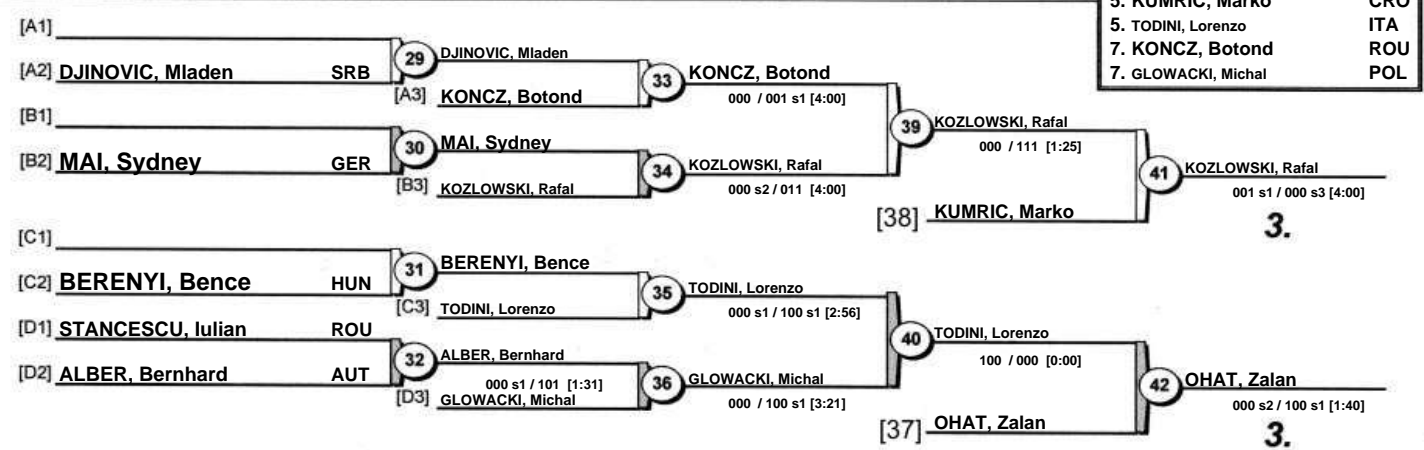 5. KUMRIC, Marko CRO
5. TODINI, Lorenzo ITA
7. KONCZ, Botond ROU
7. GLOWACKI, Michal POL
[A1]
[A2] DJINOVIC, Mladen SRB
29
DJINOVIC, Mladen
[A3] KONCZ, Botond
33
KONCZ, Botond
000 / 001 s1 [4:00]
[B1]
[B2] MAI, Sydney GER
30
MAI, Sydney
[B3] KOZLOWSKI, Rafal
34
KOZLOWSKI, Rafal
000 s2 / 011 [4:00]
39
KOZLOWSKI, Rafal
000 / 111 [1:25]
[38] KUMRIC, Marko
41
KOZLOWSKI, Rafal
001 s1 / 000 s3 [4:00]
3.
[C1]
[C2] BERENYI, Bence HUN
31
BERENYI, Bence
[C3] TODINI, Lorenzo
35
TODINI, Lorenzo
000 s1 / 100 s1 [2:56]
[D1] STANCESCU, Iulian ROU
[D2] ALBER, Bernhard AUT
32
ALBER, Bernhard
000 s1 / 101 [1:31]
[D3] GLOWACKI, Michal
36
GLOWACKI, Michal
000 / 100 s1 [3:21]
40
TODINI, Lorenzo
100 / 000 [0:00]
[37] OHAT, Zalan
42
OHAT, Zalan
000 s2 / 100 s1 [1:40]
3.